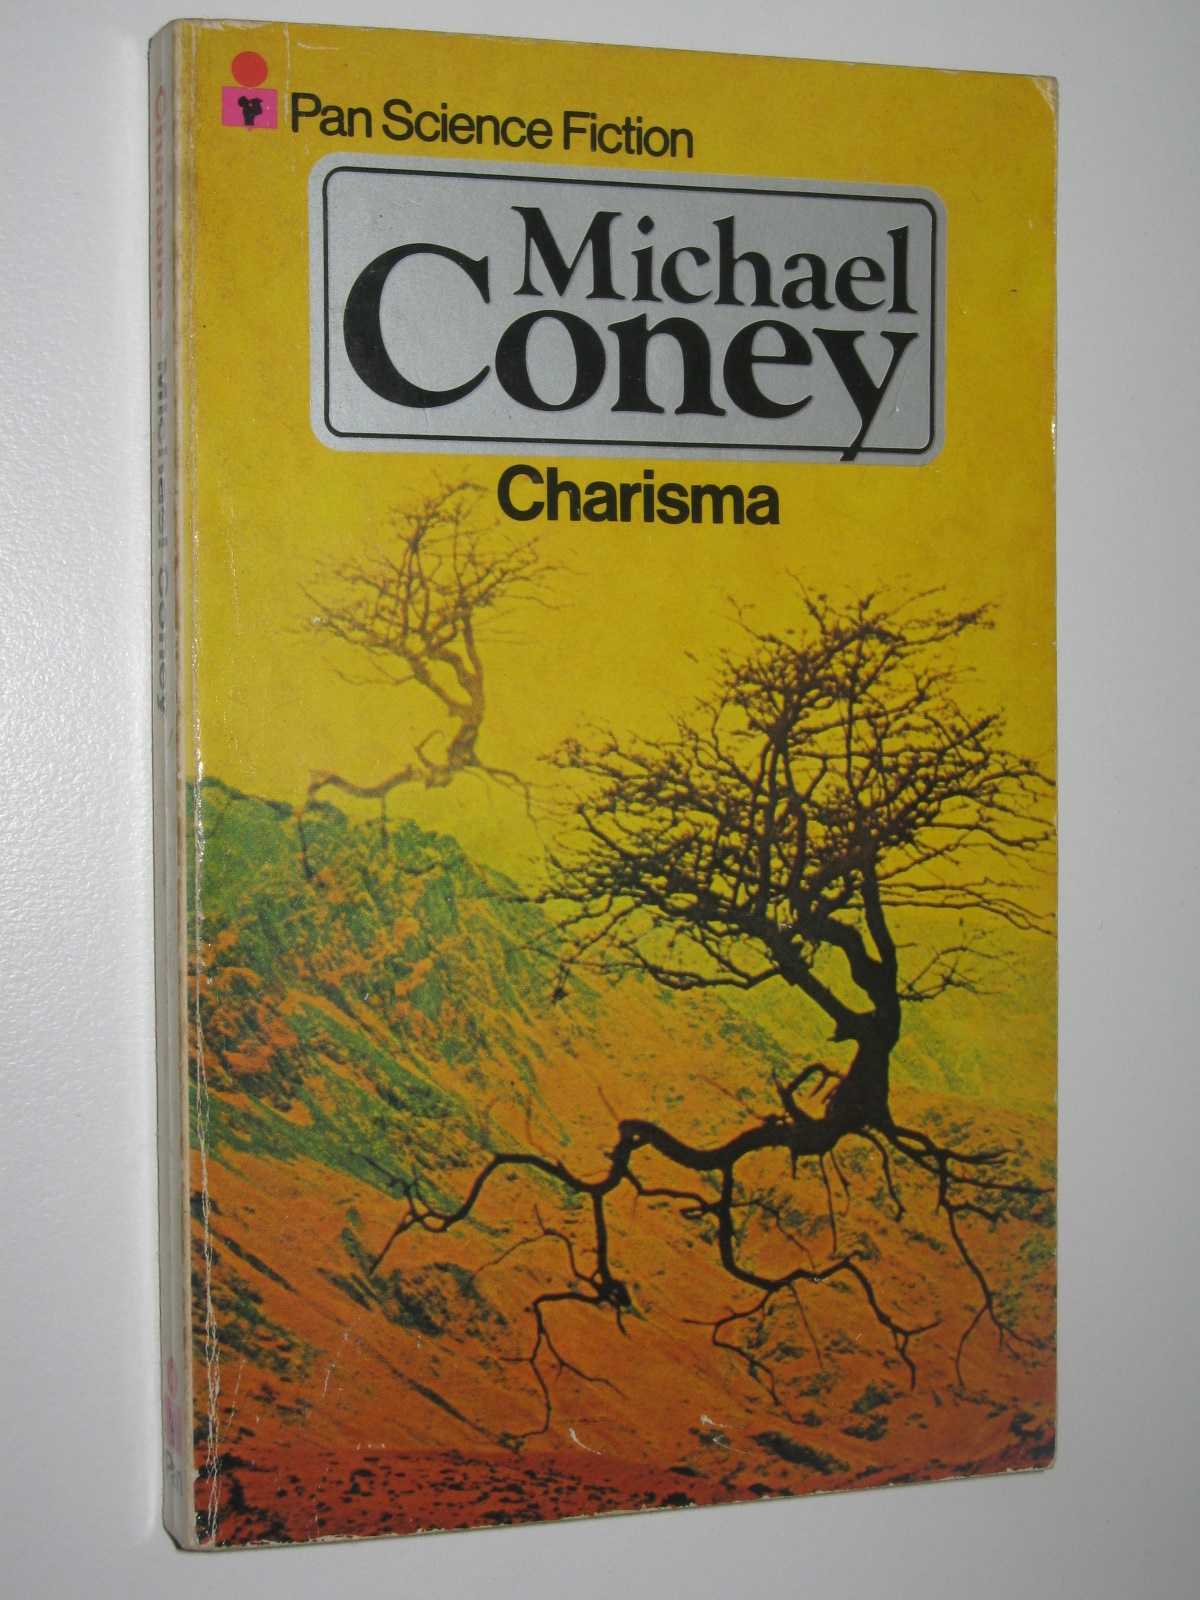 Pan Science Fiction
Michael
Coney
Charisma
Charisma Michael Coney